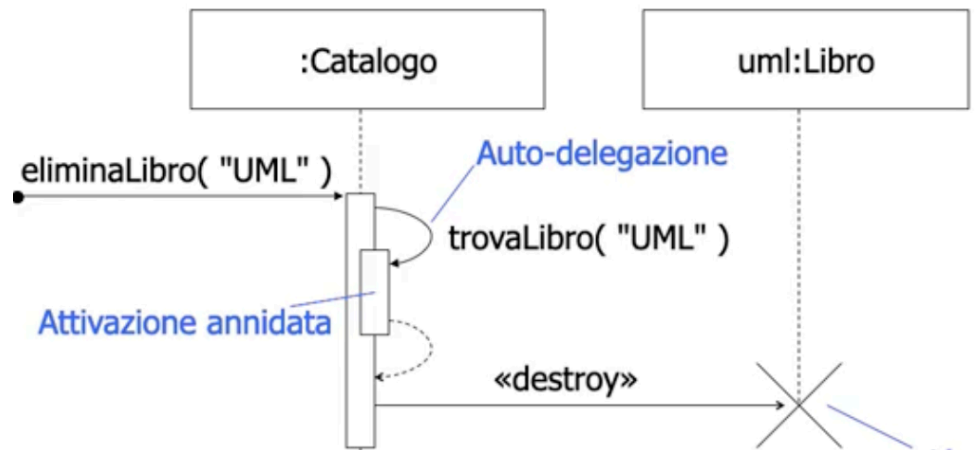 :Catalogo
uml:Libro
eliminaLibro( "UML" )
Auto-delegazione
trovaLibro( "UML" )
Attivazione annidata
«destroy»